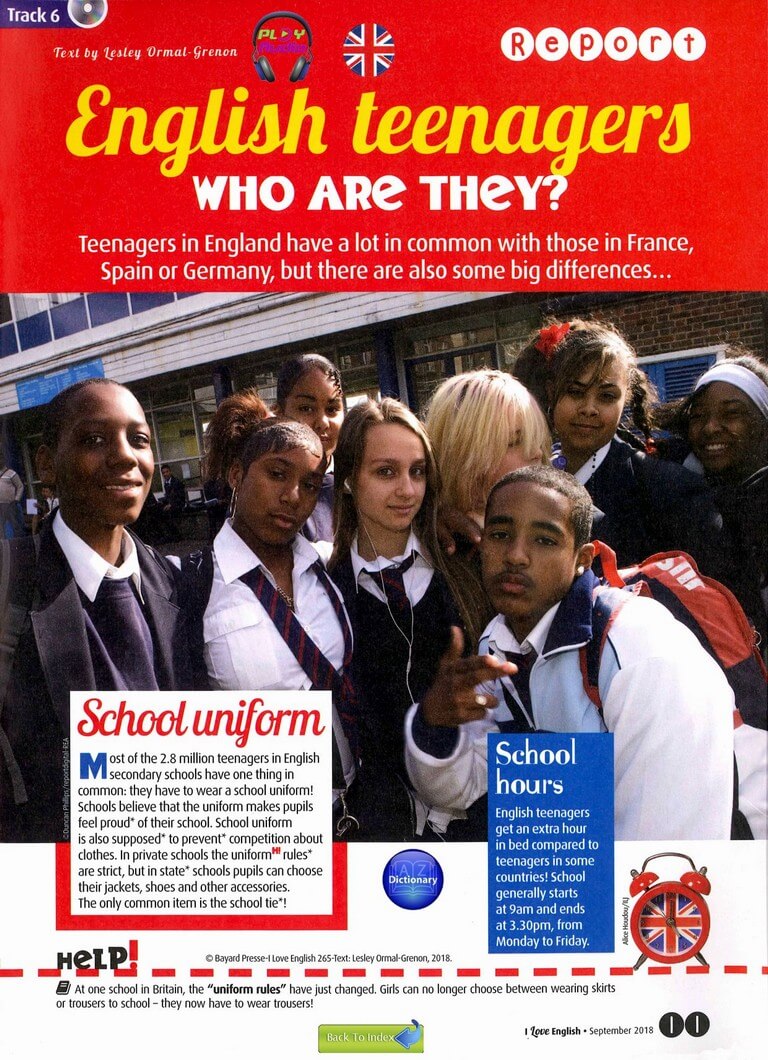 Track 6
Text by Lesley Ormal-Grenon
PLAY
Audio
Report
English teenagers
WHO ARE THEY?
Teenagers in England have a lot in common with those in France,
Spain or Germany, but there are also some big differences...
©Duncan Phillips/reportdigital-REA
School uniform
Most of the 2.8 million teenagers in English
secondary schools have one thing in
common: they have to wear a school uniform!
Schools believe that the uniform makes pupils
feel proud* of their school. School uniform
is also supposed* to prevent* competition about
clothes. In private schools the uniform H! rules*
are strict, but in state* schools pupils can choose
their jackets, shoes and other accessories.
The only common item is the school tie*!
School
hours
English teenagers
get an extra hour
in bed compared to
teenagers in some
countries! School
generally starts
at 9am and ends
at 3.30pm, from
Monday to Friday.
A Z
Dictionary
Alice Houdou/ILI
HELP!
© Bayard Presse-I Love English 265-Text: Lesley Ormal-Grenon, 2018.
At one school in Britain, the “uniform rules” have just changed. Girls can no longer choose between wearing skirts
or trousers to school – they now have to wear trousers!
Back To Index
I Love English • September 2018 11